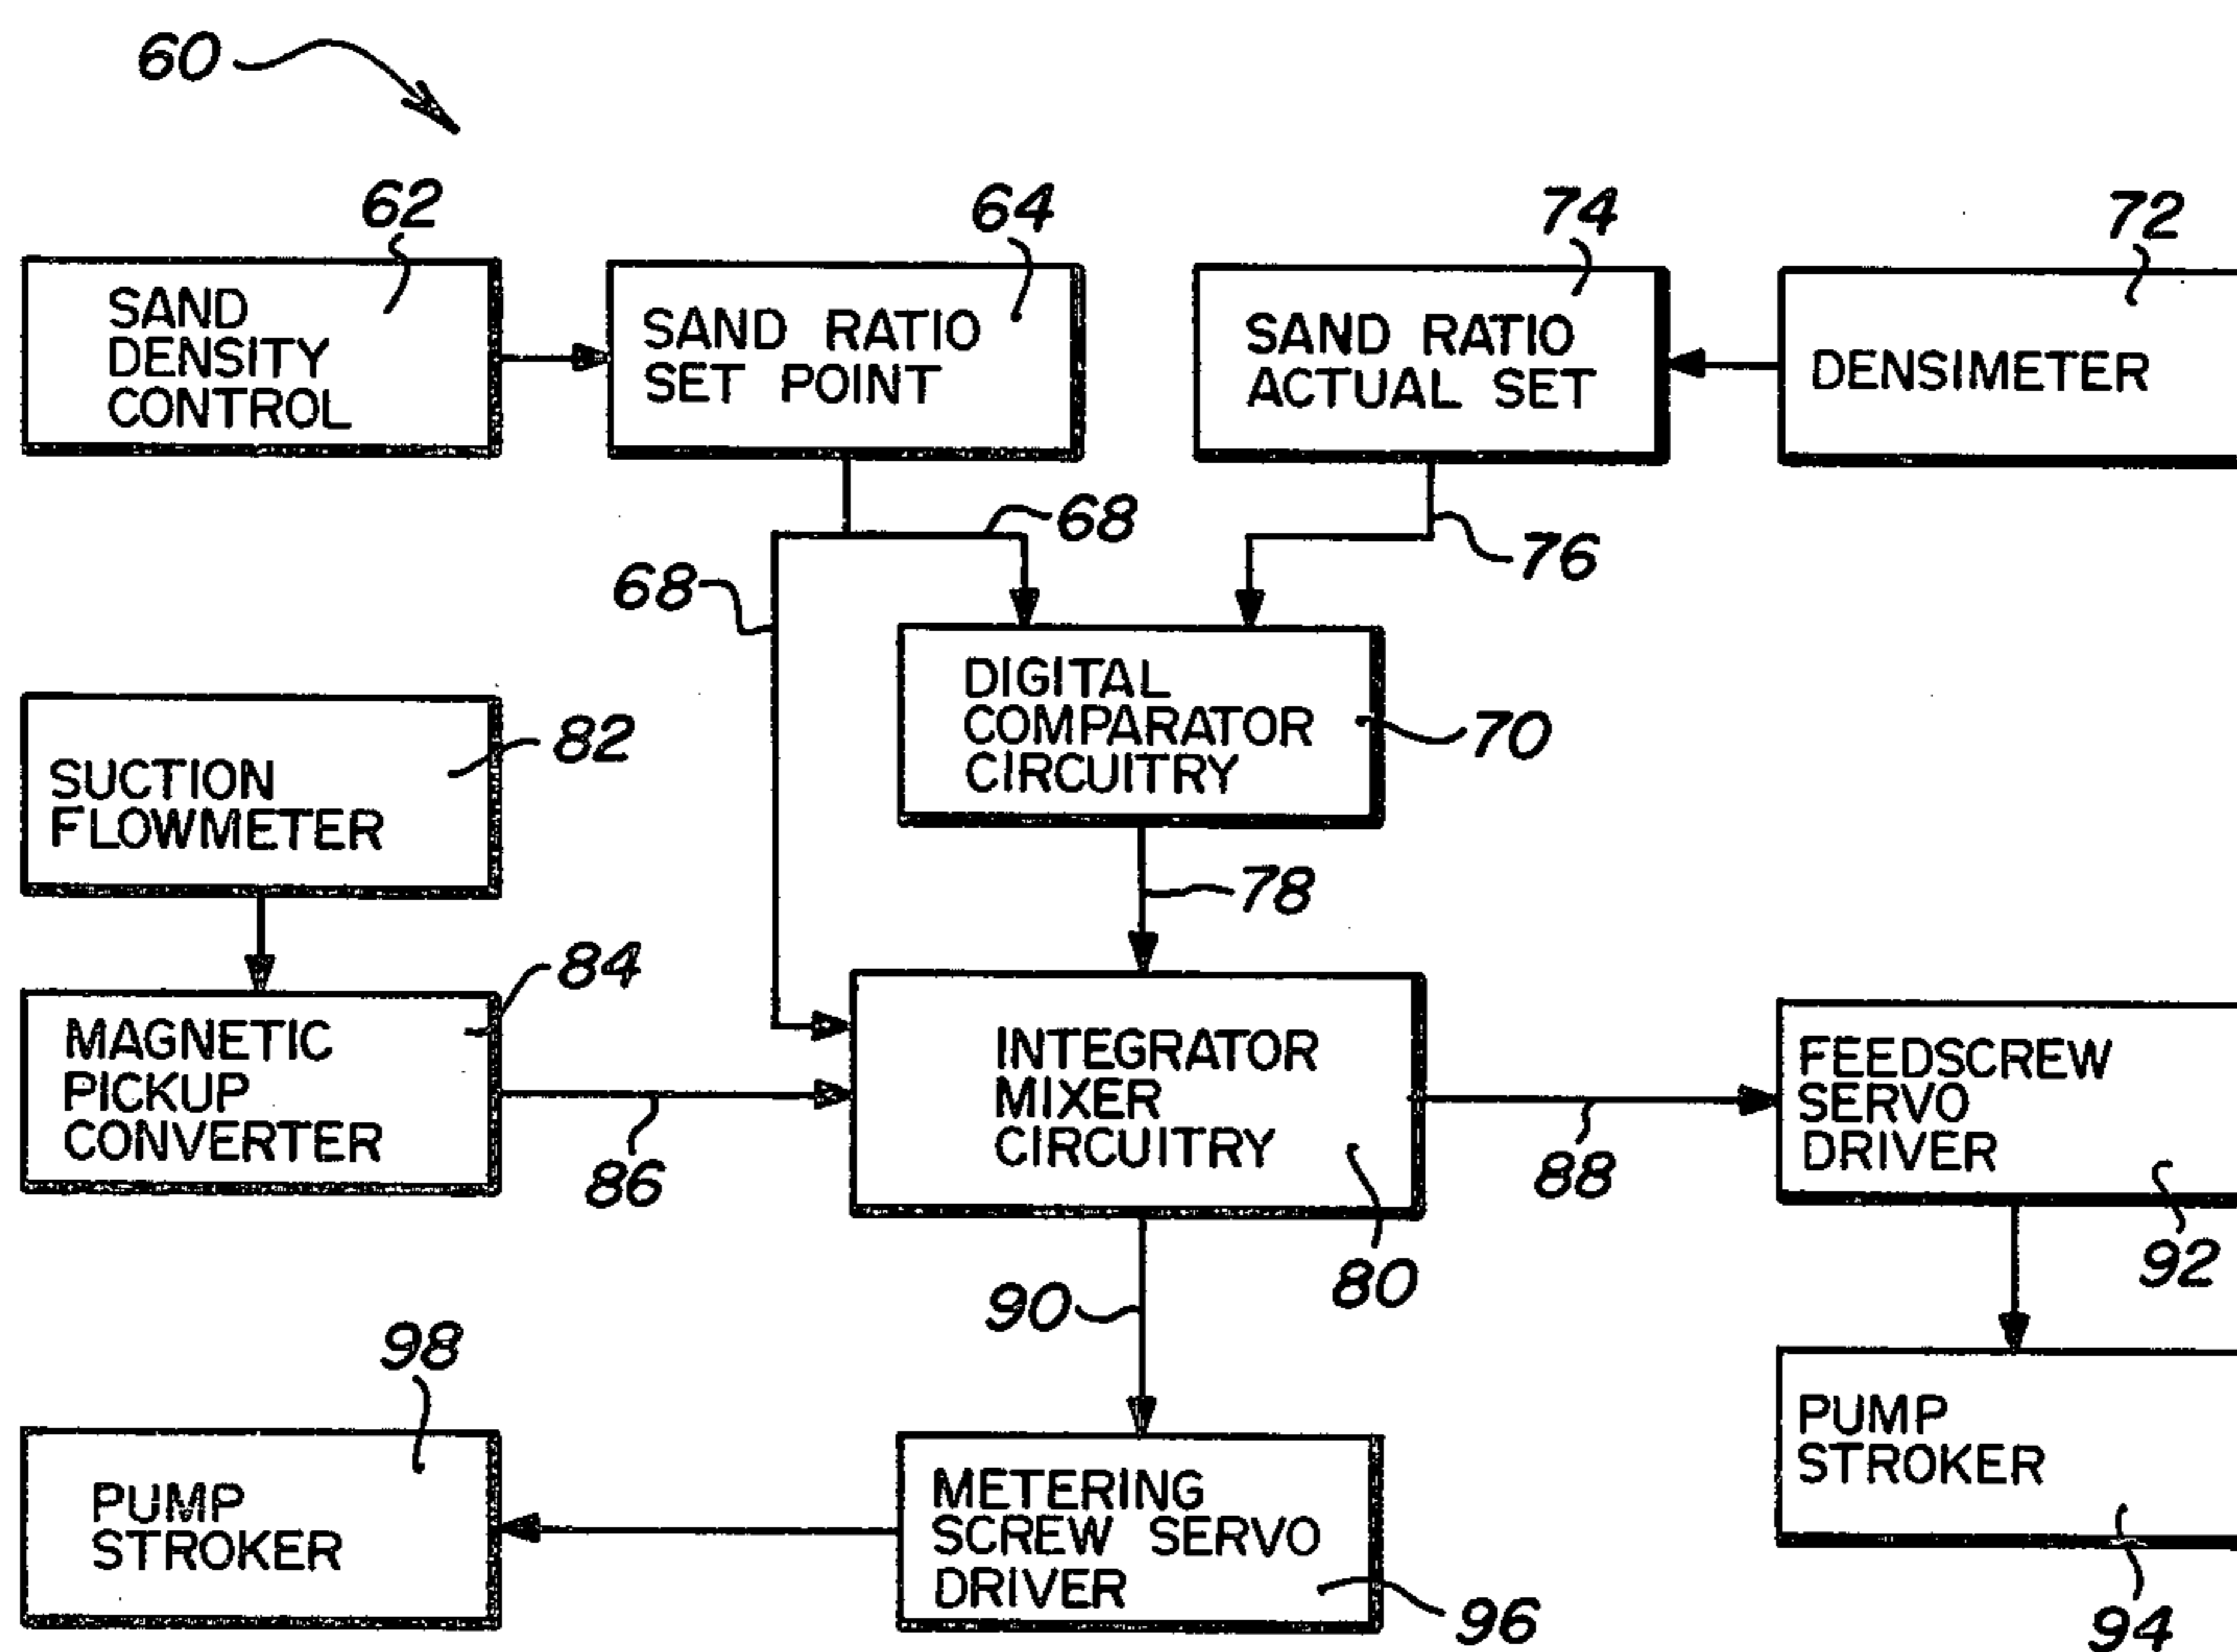 60
62
64
74
72
SAND
DENSITY
CONTROL
SAND RATIO
SET POINT
SAND RATIO
ACTUAL SET
DENSIMETER
68
68
76
DIGITAL
COMPARATOR
CIRCUITRY
70
SUCTION
FLOWMETER
82
78
84
MAGNETIC
PICKUP
CONVERTER
86
INTEGRATOR
MIXER
CIRCUITRY
80
88
FEEDSCREW
SERVO
DRIVER
92
90
98
PUMP
STROKER
METERING
SCREW SERVO
DRIVER
96
PUMP
STROKER
94